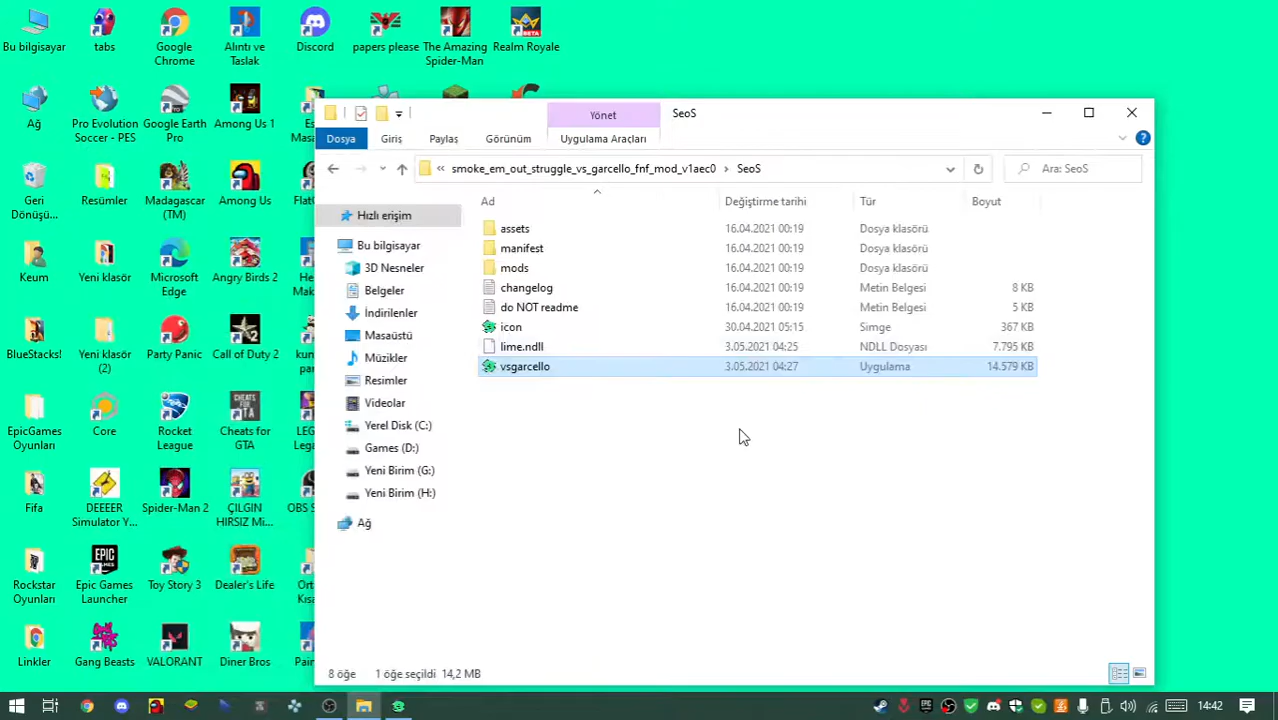 Bu bilgisayar
tabs
Google
Chrome
Alıntı ve
Taslak
Discord
papers please
The Amazing
Spider-Man
Realm Royale
Ağ
Pro Evolution
Soccer - PES
Google Earth
Pro
Among Us 1
Geri
Dönüşü...
Resümler
Madagascar
(TM)
Among Us
Keum
Yeni klasör
Microsoft
Edge
Angry Birds 2
BlueStacks!
Yeni klasör
(2)
Party Panic
Call of Duty 2
EpicGames
Oyunları
Core
Rocket
League
Cheats for
GTA
Fifa
DEEEER
Simulator Y...
Spider-Man 2
ÇILGIN
HIRSIZ Mi...
Rockstar
Oyunları
Epic Games
Launcher
Toy Story 3
Dealer's Life
Linkler
Gang Beasts
VALORANT
Diner Bros
Yönet
SeoS
Dosya
Giriş
Paylaş
Görünüm
Uygulama Araçları
« smoke_em_out_struggle_vs_garcello_fnf_mod_v1aec0 › SeoS
Ara: SeoS
Hızlı erişim
Bu bilgisayar
3D Nesneler
Belgeler
İndirilenler
Masaüstü
Müzikler
Resimler
Videolar
Yerel Disk (C:)
Games (D:)
Yeni Birim (G:)
Yeni Birim (H:)
Ağ
Ad Değiştirme tarihi Tür Boyut
assets 16.04.2021 00:19 Dosya klasörü
manifest 16.04.2021 00:19 Dosya klasörü
mods 16.04.2021 00:19 Dosya klasörü
changelog 16.04.2021 00:19 Metin Belgesi 8 KB
do NOT readme 16.04.2021 00:19 Metin Belgesi 5 KB
icon 30.04.2021 05:15 Simge 367 KB
lime.ndll 3.05.2021 04:25 NDLL Dosyası 7.795 KB
vsgarcello 3.05.2021 04:27 Uygulama 14.579 KB
8 öğe 1 öğe seçildi 14,2 MB
14:42